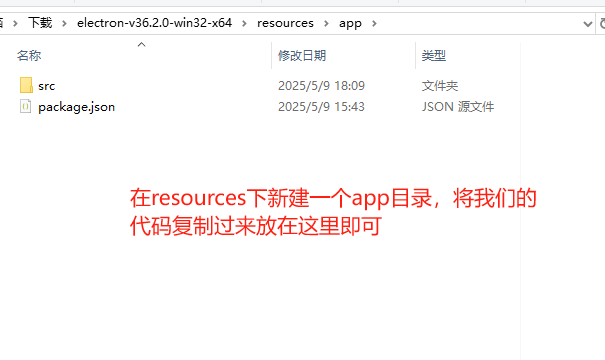 下载 > electron-v36.2.0-win32-x64 > resources > app >
名称 修改日期 类型
src 2025/5/9 18:09 文件夹
package.json 2025/5/9 15:43 JSON 源文件
在resources下新建一个app目录，将我们的
代码复制过来放在这里即可